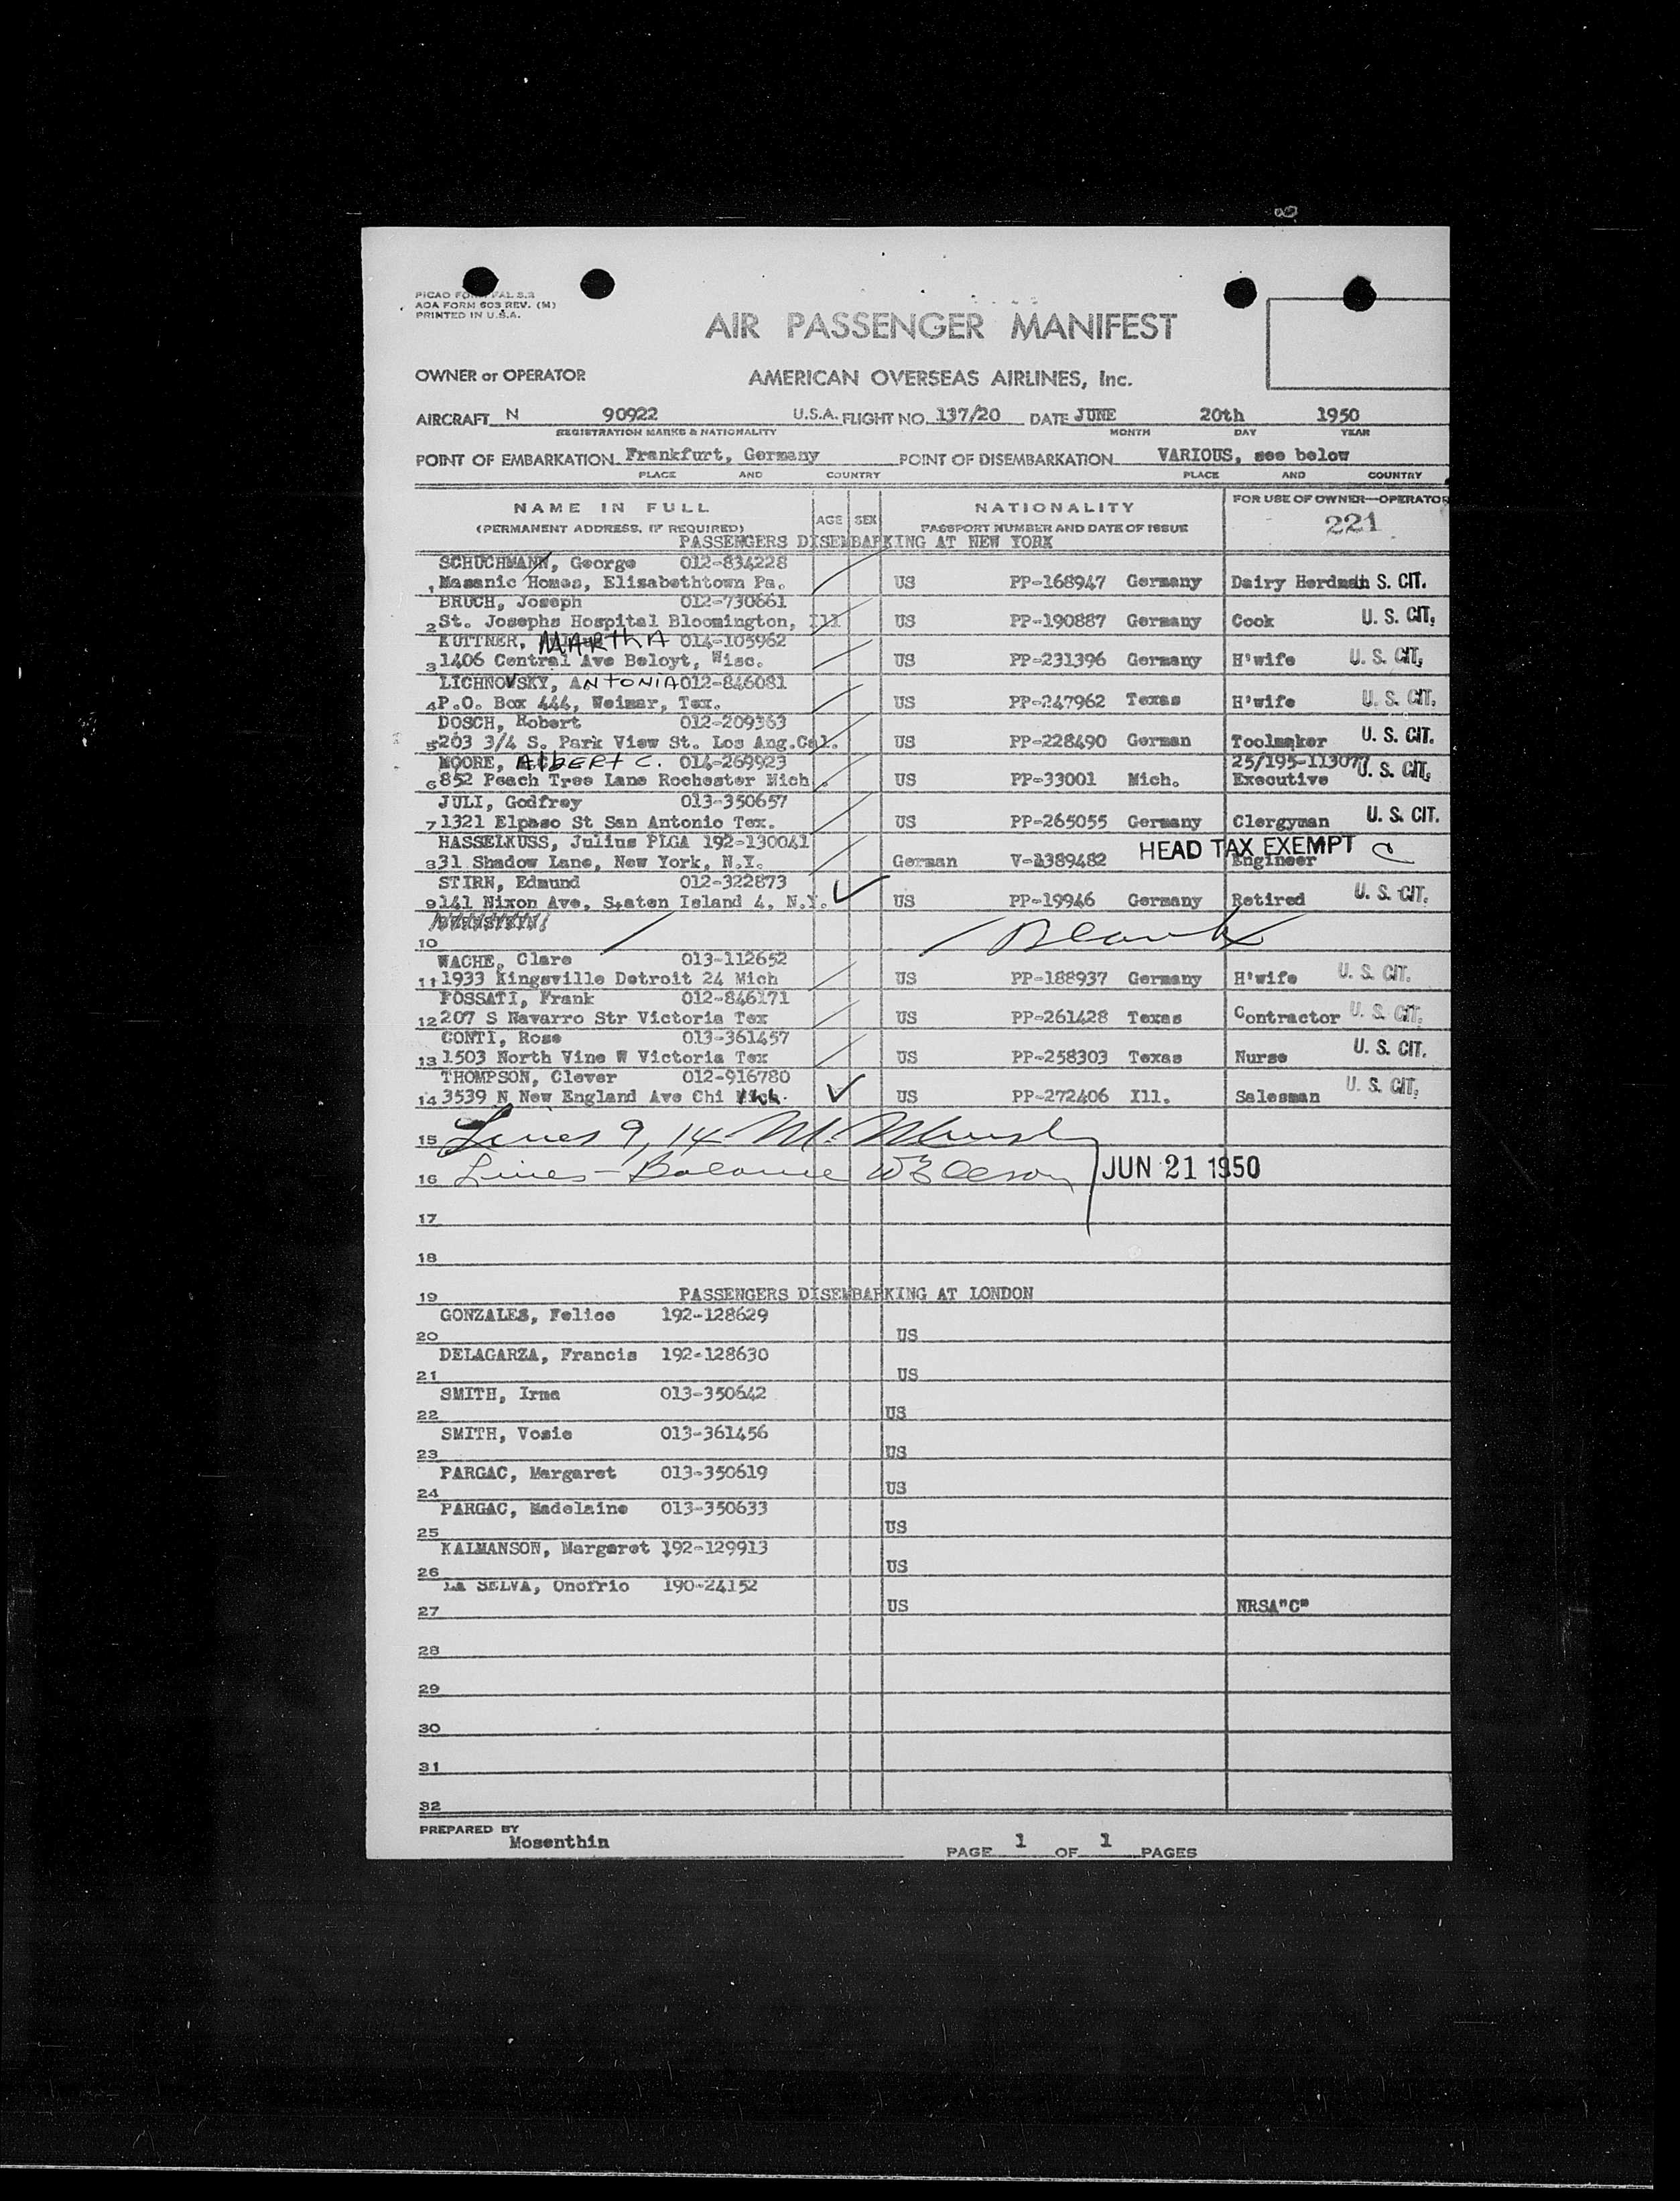 PICAO FORM FAL 5.3
AOA FORM 603 REV. (M)
PRINTED IN U.S.A.
AIR PASSENGER MANIFEST
OWNER or OPERATOR AMERICAN OVERSEAS AIRLINES, Inc.
AIRCRAFT N 90922 U.S.A. FLIGHT NO. 137/20 DATE JUNE 20th 1950
REGISTRATION MARKS & NATIONALITY MONTH DAY YEAR
POINT OF EMBARKATION Frankfurt, Germany POINT OF DISEMBARKATION VARIOUS, see below
PLACE AND COUNTRY PLACE AND COUNTRY
NAME IN FULL AGE SEX NATIONALITY FOR USE OF OWNER—OPERATOR
(PERMANENT ADDRESS, IF REQUIRED) PASSPORT NUMBER AND DATE OF ISSUE 221
PASSENGERS DISEMBARKING AT NEW YORK
SCHUCHMANN, George 012-834228
1 Masanic Homes, Elisabethtown Pa. US PP-168947 Germany Dairy Herdman S. CIT.
BRUCH, Joseph 012-730661
2 St. Josephs Hospital Bloomington, Ill US PP-190887 Germany Cook U. S. CIT.
KUTTNER, MARthA 014-105962
3 1406 Central Ave Beloyt, Wisc. US PP-231396 Germany H'wife U. S. CIT.
LICHNOVSKY, ANtONIA 012-846081
4 P.O. Box 444, Weimar, Tex. US PP-247962 Texas H'wife U. S. CIT.
DOSCH, Robert 012-209363
5 203 3/4 S. Park View St. Los Ang.Cal. US PP-228490 German Toolmaker U. S. CIT.
MOORE, AlbERt C. 014-269923 25/195-113077
6 852 Peach Tree Lane Rochester Mich. US PP-33001 Mich. Executive U. S. CIT.
JULI, Godfrey 013-350657
7 1321 Elpaso St San Antonio Tex. US PP-265055 Germany Clergyman U. S. CIT.
HASSELKUSS, Julius PLGA 192-130041 HEAD TAX EXEMPT C
8 31 Shadow Lane, New York, N.Y. German V-1389482 Engineer
STIRN, Edmund 012-322873
9 141 Nixon Ave, Staten Island 4, N.Y. US PP-19946 Germany Retired U. S. CIT.
10 Blank
WACHE, Clare 013-112652
11 1933 Kingsville Detroit 24 Mich US PP-188937 Germany H'wife U. S. CIT.
FOSSATI, Frank 012-846171
12 207 S Navarro Str Victoria Tex US PP-261428 Texas Contractor U. S. CIT.
CONTI, Rose 013-361457
13 1503 North Vine W Victoria Tex US PP-258303 Texas Nurse U. S. CIT.
THOMPSON, Clever 012-916780
14 3539 N New England Ave Chi US PP-272406 Ill. Salesman U. S. CIT.
15 Lines 9, 14 M.
16 Lines - Balance JUN 21 1950
17
18
19 PASSENGERS DISEMBARKING AT LONDON
GONZALES, Felice 192-128629
20 US
DELAGARZA, Francis 192-128630
21 US
SMITH, Irma 013-350642
22 US
SMITH, Vosie 013-361456
23 US
PARGAC, Margaret 013-350619
24 US
PARGAC, Madelaine 013-350633
25 US
KALMANSON, Margaret 192-129913
26 US
LA SELVA, Onofrio 190-24152
27 US NRSA"C"
28
29
30
31
32
PREPARED BY
Mosenthin
PAGE 1 OF 1 PAGES